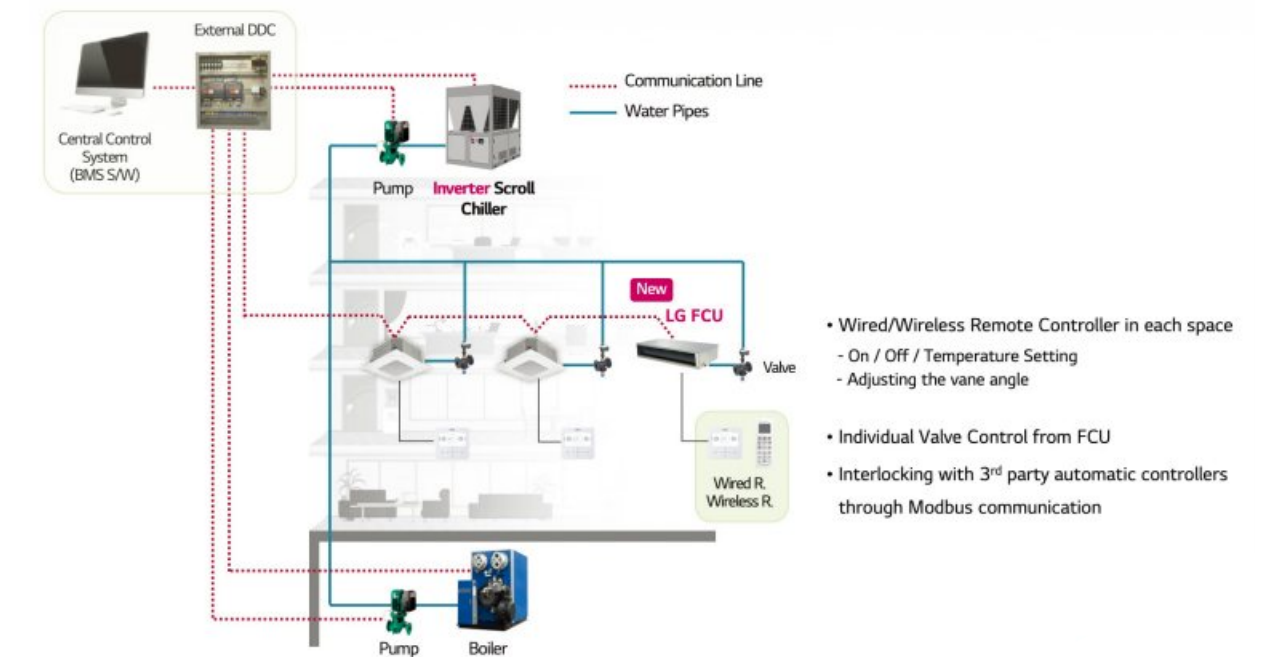 External DDC
Central Control
System
(BMS S/W)
Communication Line
Water Pipes
Pump
Inverter Scroll
Chiller
New
LG FCU
Valve
Wired R.
Wireless R.
Pump
Boiler
• Wired/Wireless Remote Controller in each space
- On / Off / Temperature Setting
- Adjusting the vane angle
• Individual Valve Control from FCU
• Interlocking with 3rd party automatic controllers
through Modbus communication